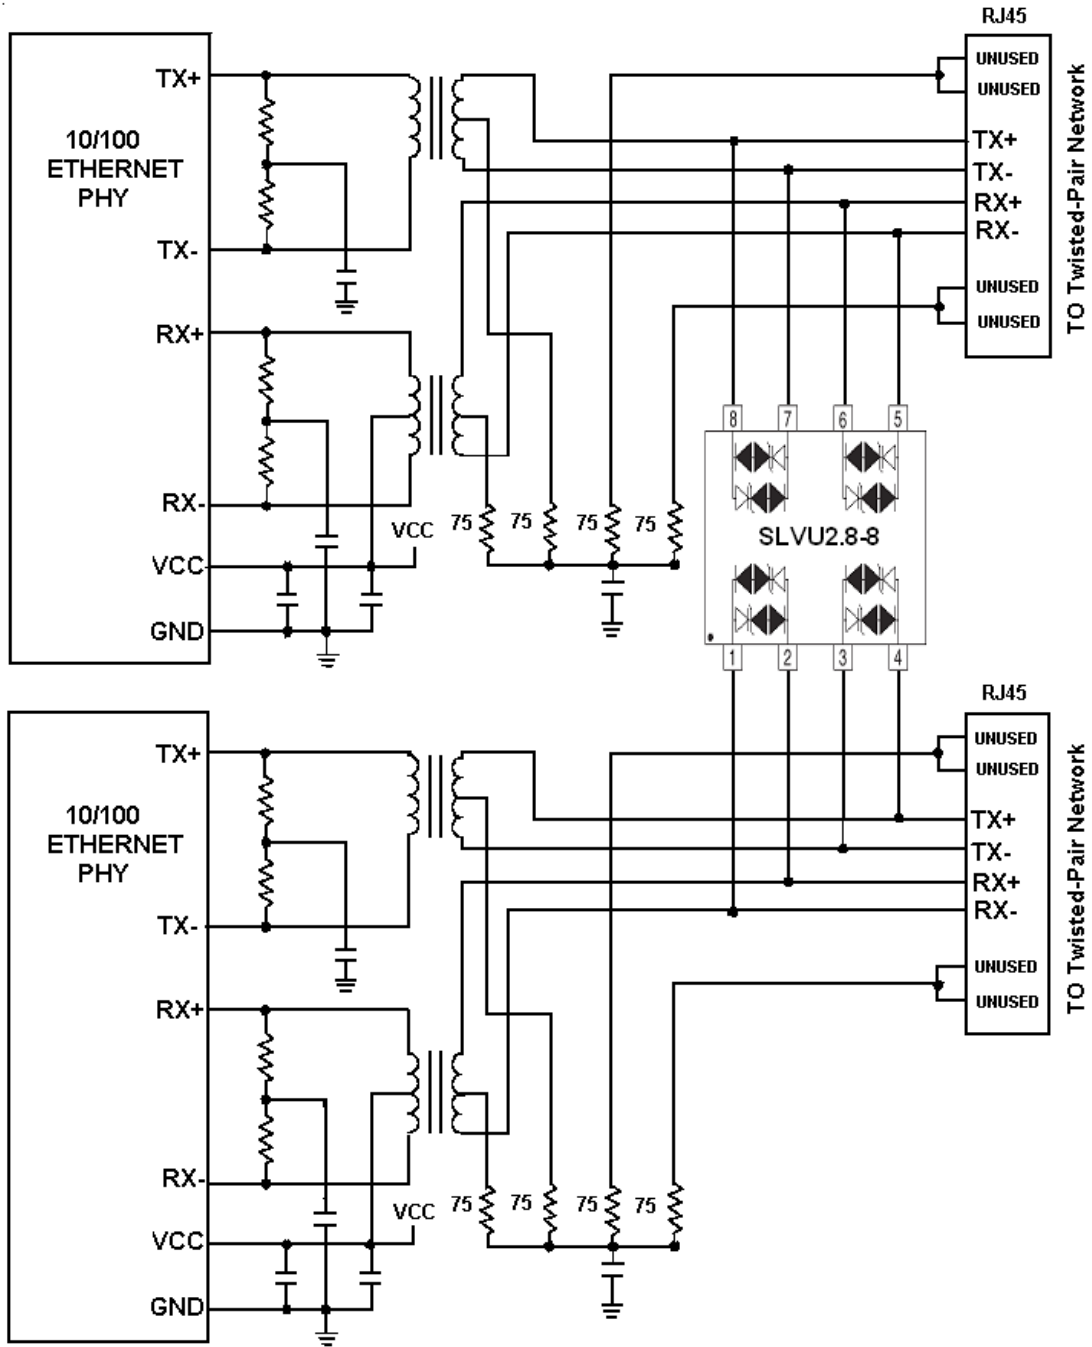 RJ45
UNUSED
UNUSED
TX+
TX-
RX+
RX-
UNUSED
UNUSED
TO Twisted-Pair Network
10/100
ETHERNET
PHY
TX+
TX-
RX+
RX-
VCC
GND
VCC
75
75
75
75
8
7
6
5
SLVU2.8-8
1
2
3
4
RJ45
UNUSED
UNUSED
TX+
TX-
RX+
RX-
UNUSED
UNUSED
TO Twisted-Pair Network
10/100
ETHERNET
PHY
TX+
TX-
RX+
RX-
VCC
GND
VCC
75
75
75
75